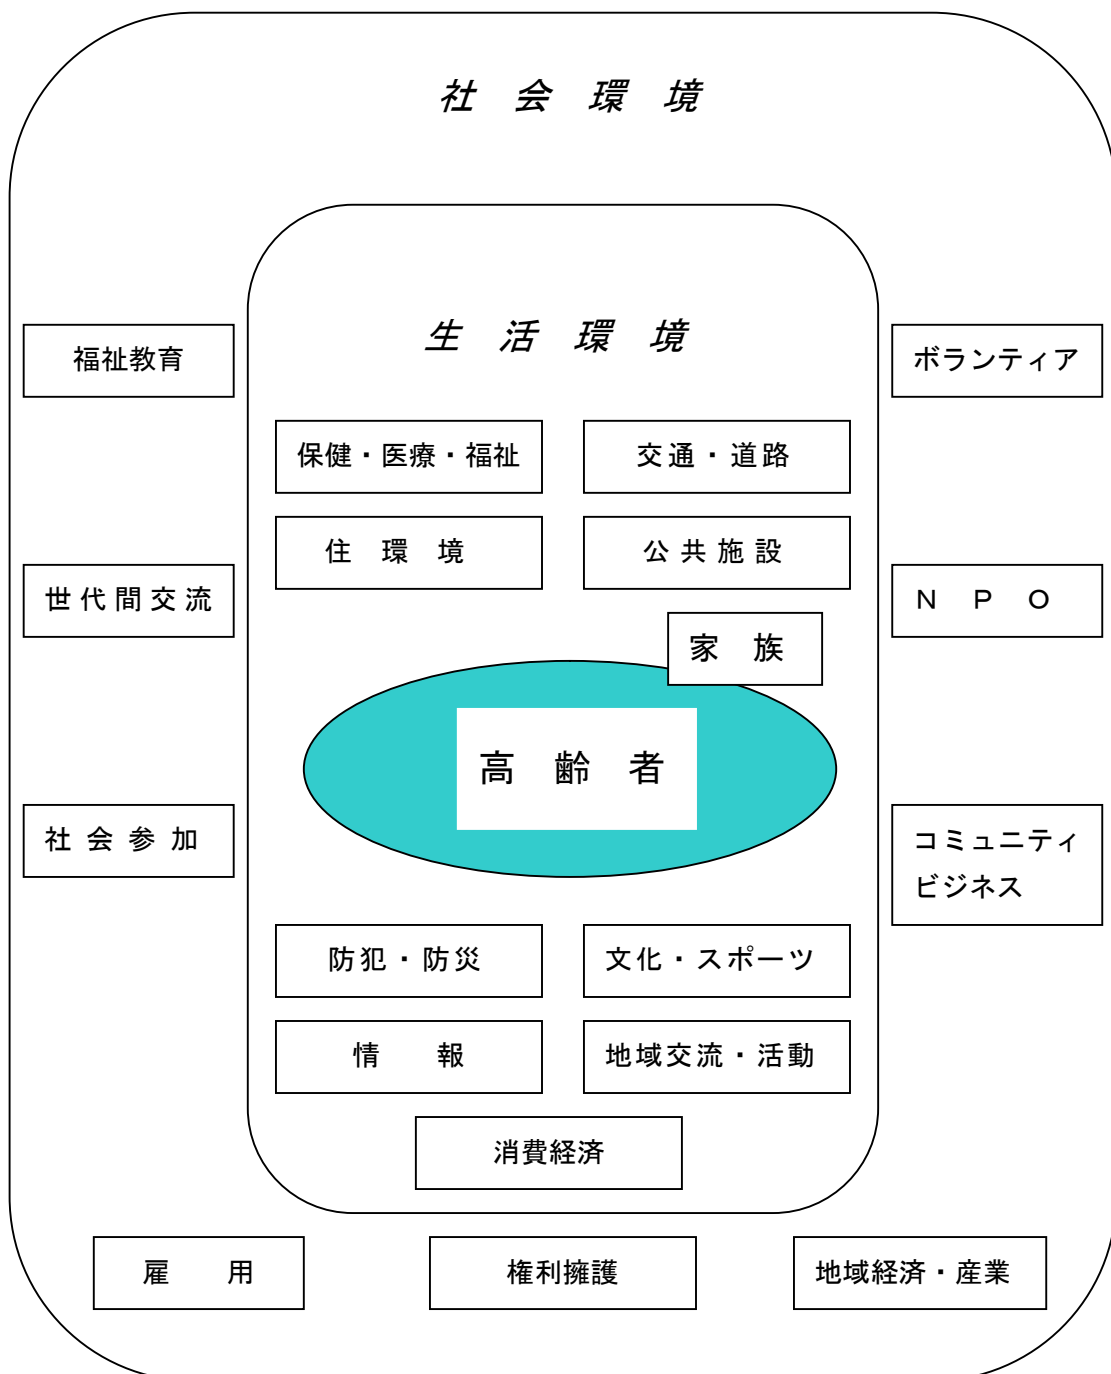 社会環境
生活環境
福祉教育
ボランティア
保健・医療・福祉
交通・道路
住環境
公共施設
世代間交流
ＮＰＯ
家族
高齢者
社会参加
コミュニティ
ビジネス
防犯・防災
文化・スポーツ
情報
地域交流・活動
消費経済
雇用
権利擁護
地域経済・産業